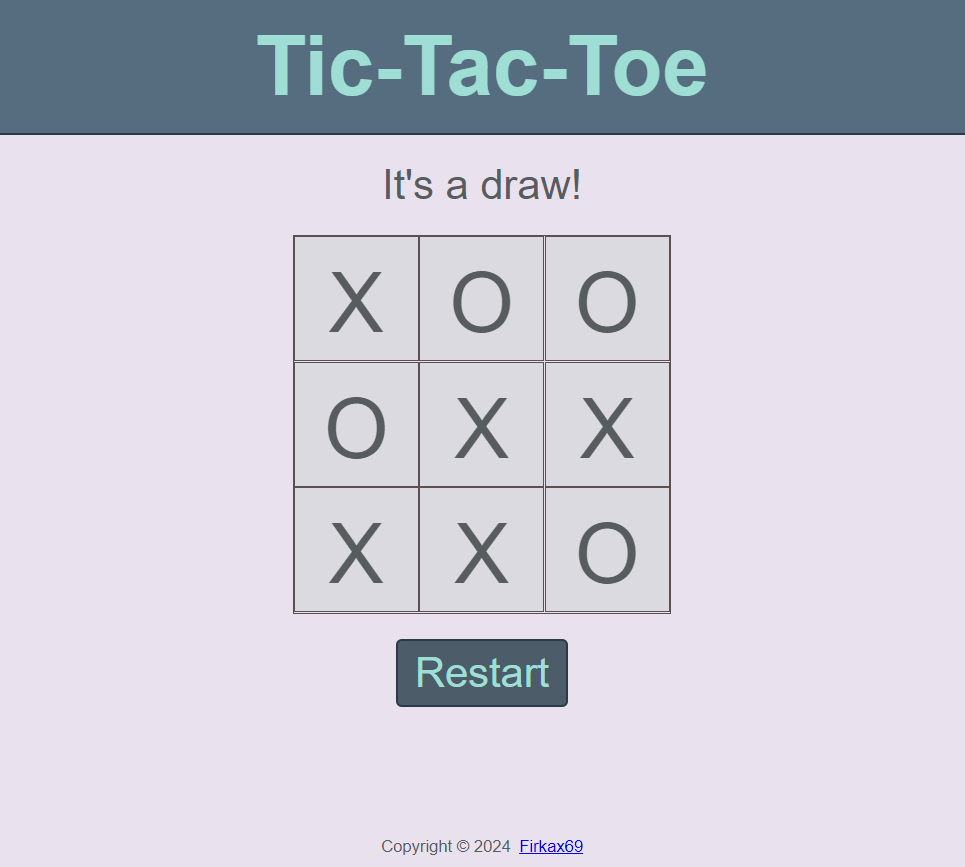 Tic-Tac-Toe
It's a draw!
X O O
O X X
X X O
Restart
Copyright © 2024 Firkax69